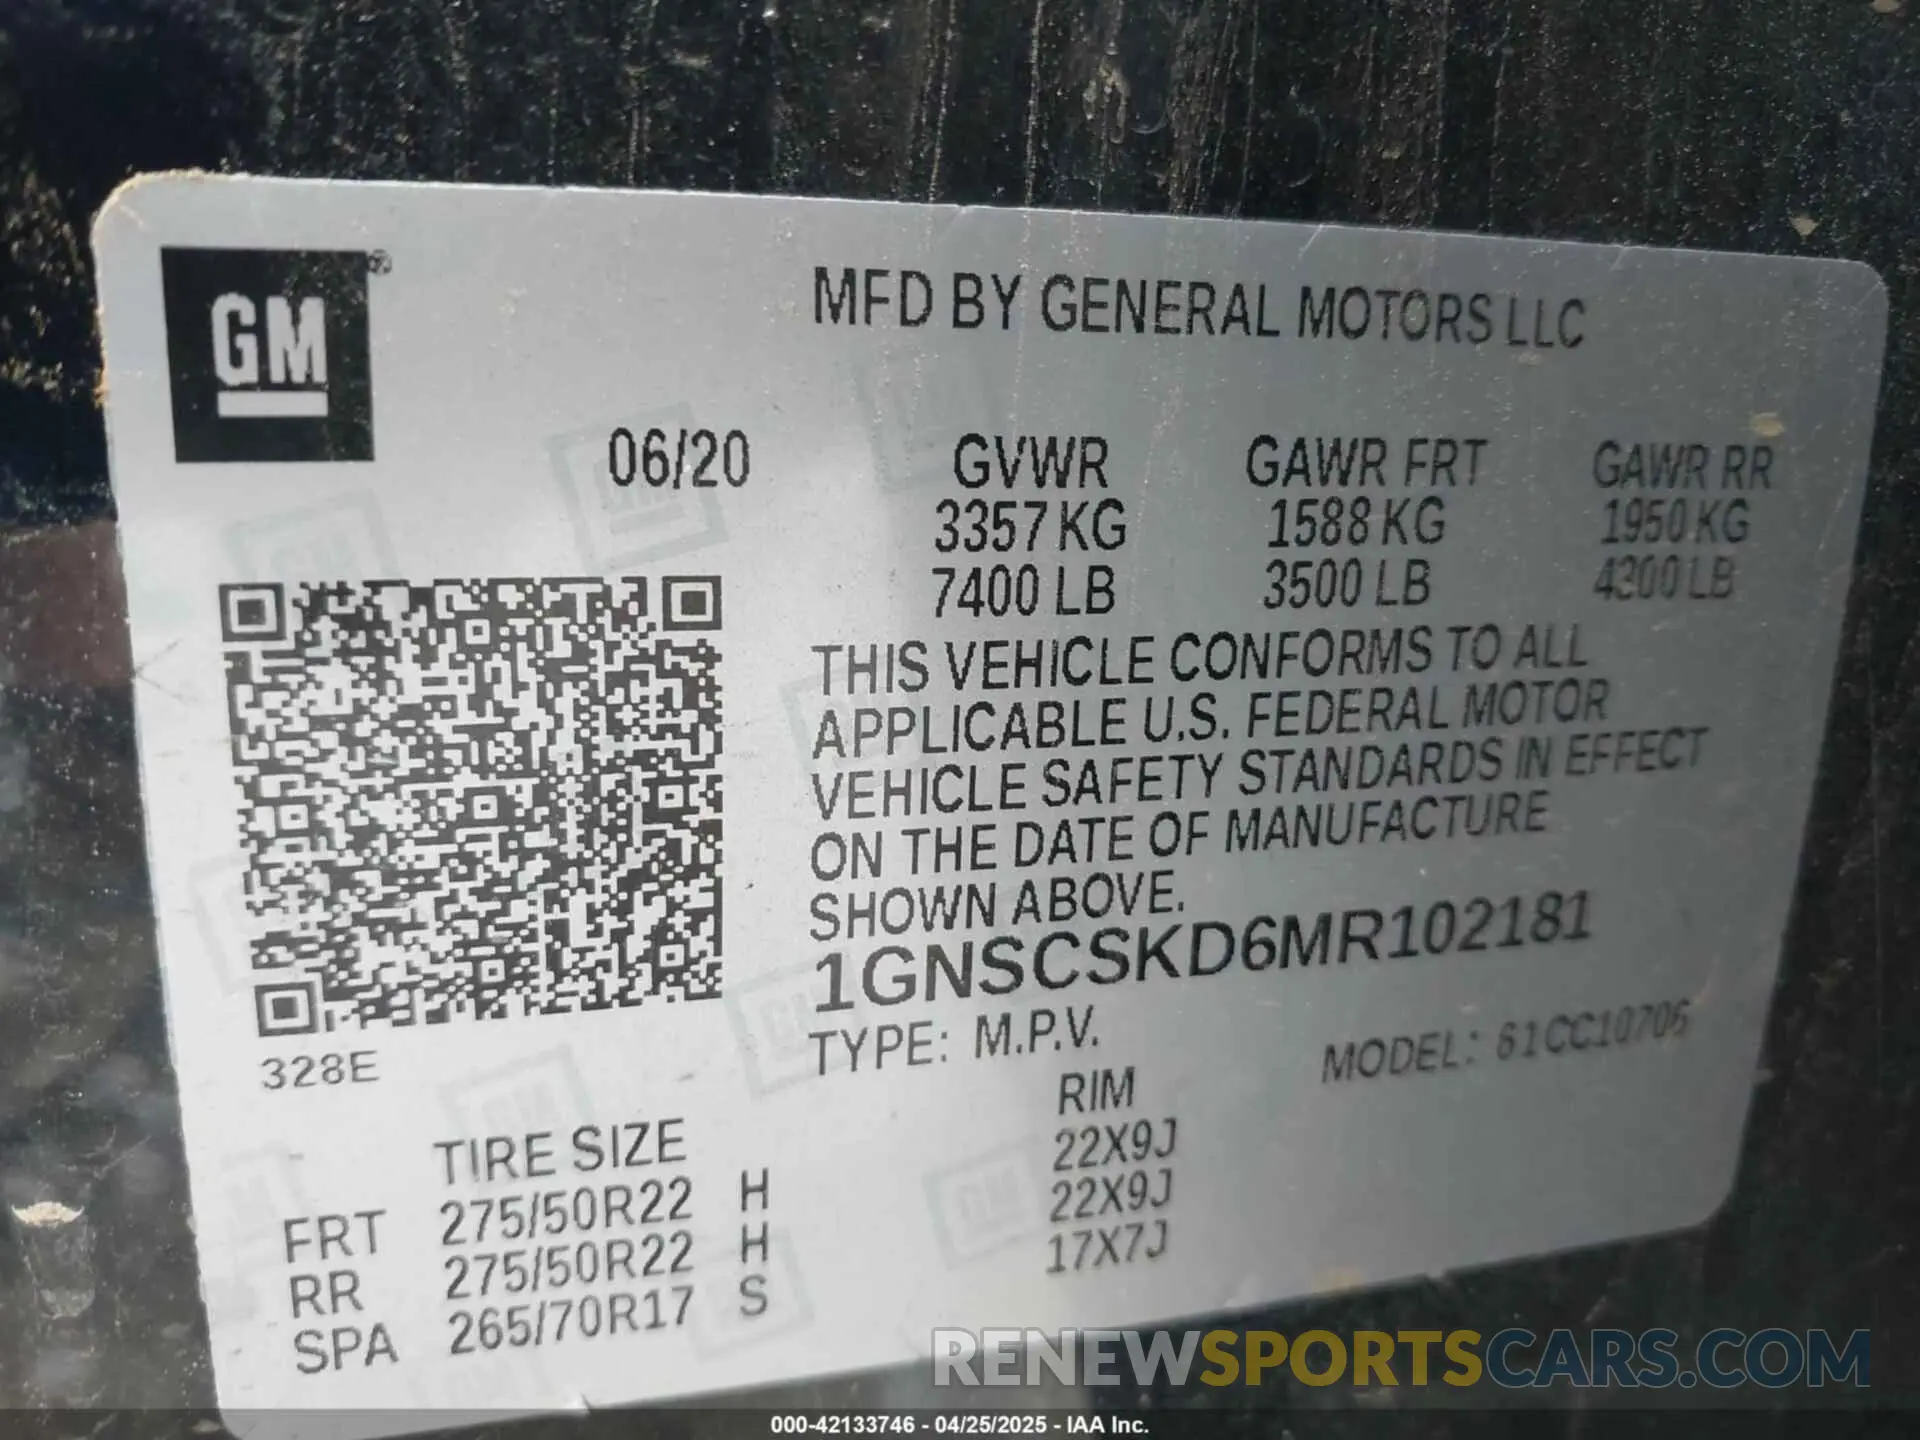 GM ®
MFD BY GENERAL MOTORS LLC
06/20 GVWR GAWR FRT GAWR RR
3357 KG 1588 KG 1950 KG
7400 LB 3500 LB 4300 LB
THIS VEHICLE CONFORMS TO ALL
APPLICABLE U.S. FEDERAL MOTOR
VEHICLE SAFETY STANDARDS IN EFFECT
ON THE DATE OF MANUFACTURE
SHOWN ABOVE.
1GNSCSKD6MR102181
TYPE: M.P.V. MODEL: 61CC10706
328E
TIRE SIZE RIM
FRT 275/50R22 H 22X9J
RR 275/50R22 H 22X9J
SPA 265/70R17 S 17X7J
RENEWSPORTSCARS.COM
000-42133746 - 04/25/2025 - IAA Inc.